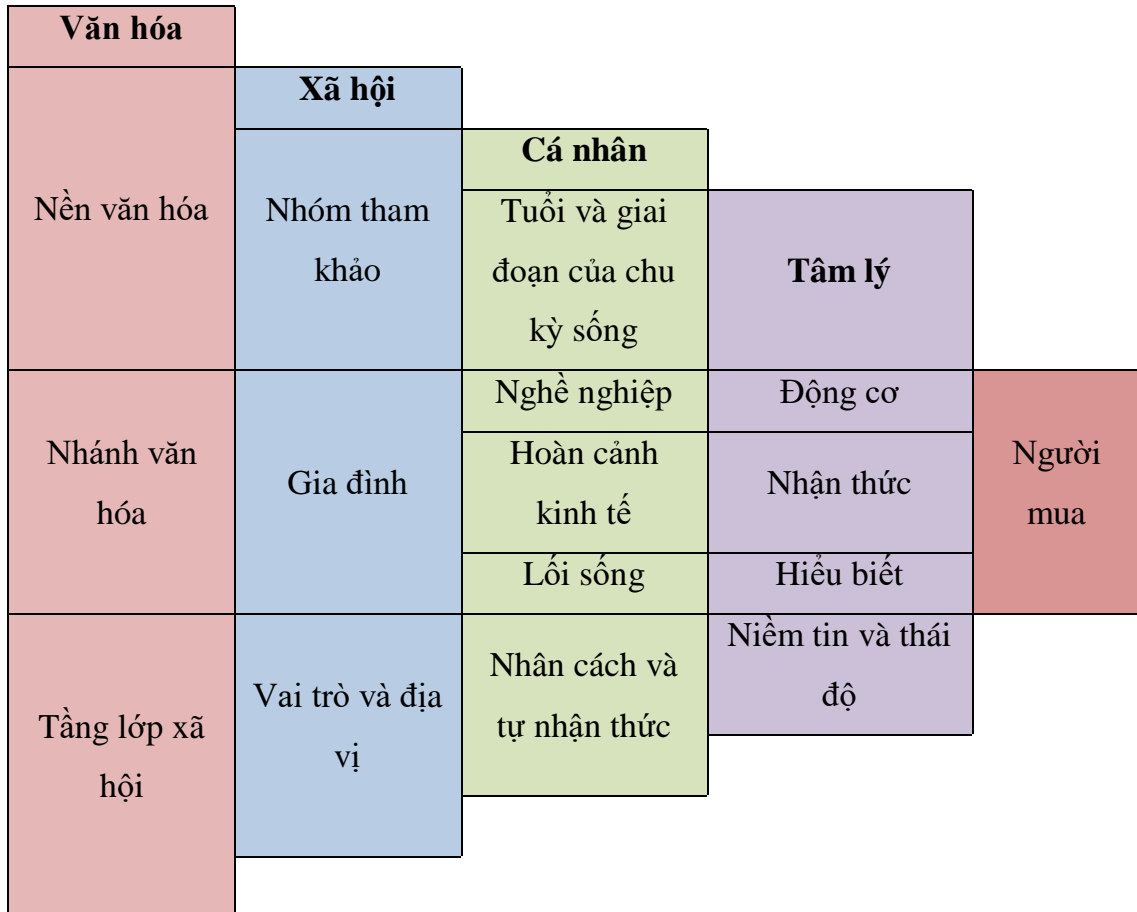 Văn hóa
Nền văn hóa
Nhánh văn
hóa
Tầng lớp xã
hội
Xã hội
Nhóm tham
khảo
Gia đình
Vai trò và địa
vị
Cá nhân
Tuổi và giai
đoạn của chu
kỳ sống
Nghề nghiệp
Hoàn cảnh
kinh tế
Lối sống
Nhân cách và
tự nhận thức
Tâm lý
Động cơ
Nhận thức
Hiểu biết
Niềm tin và thái
độ
Người
mua